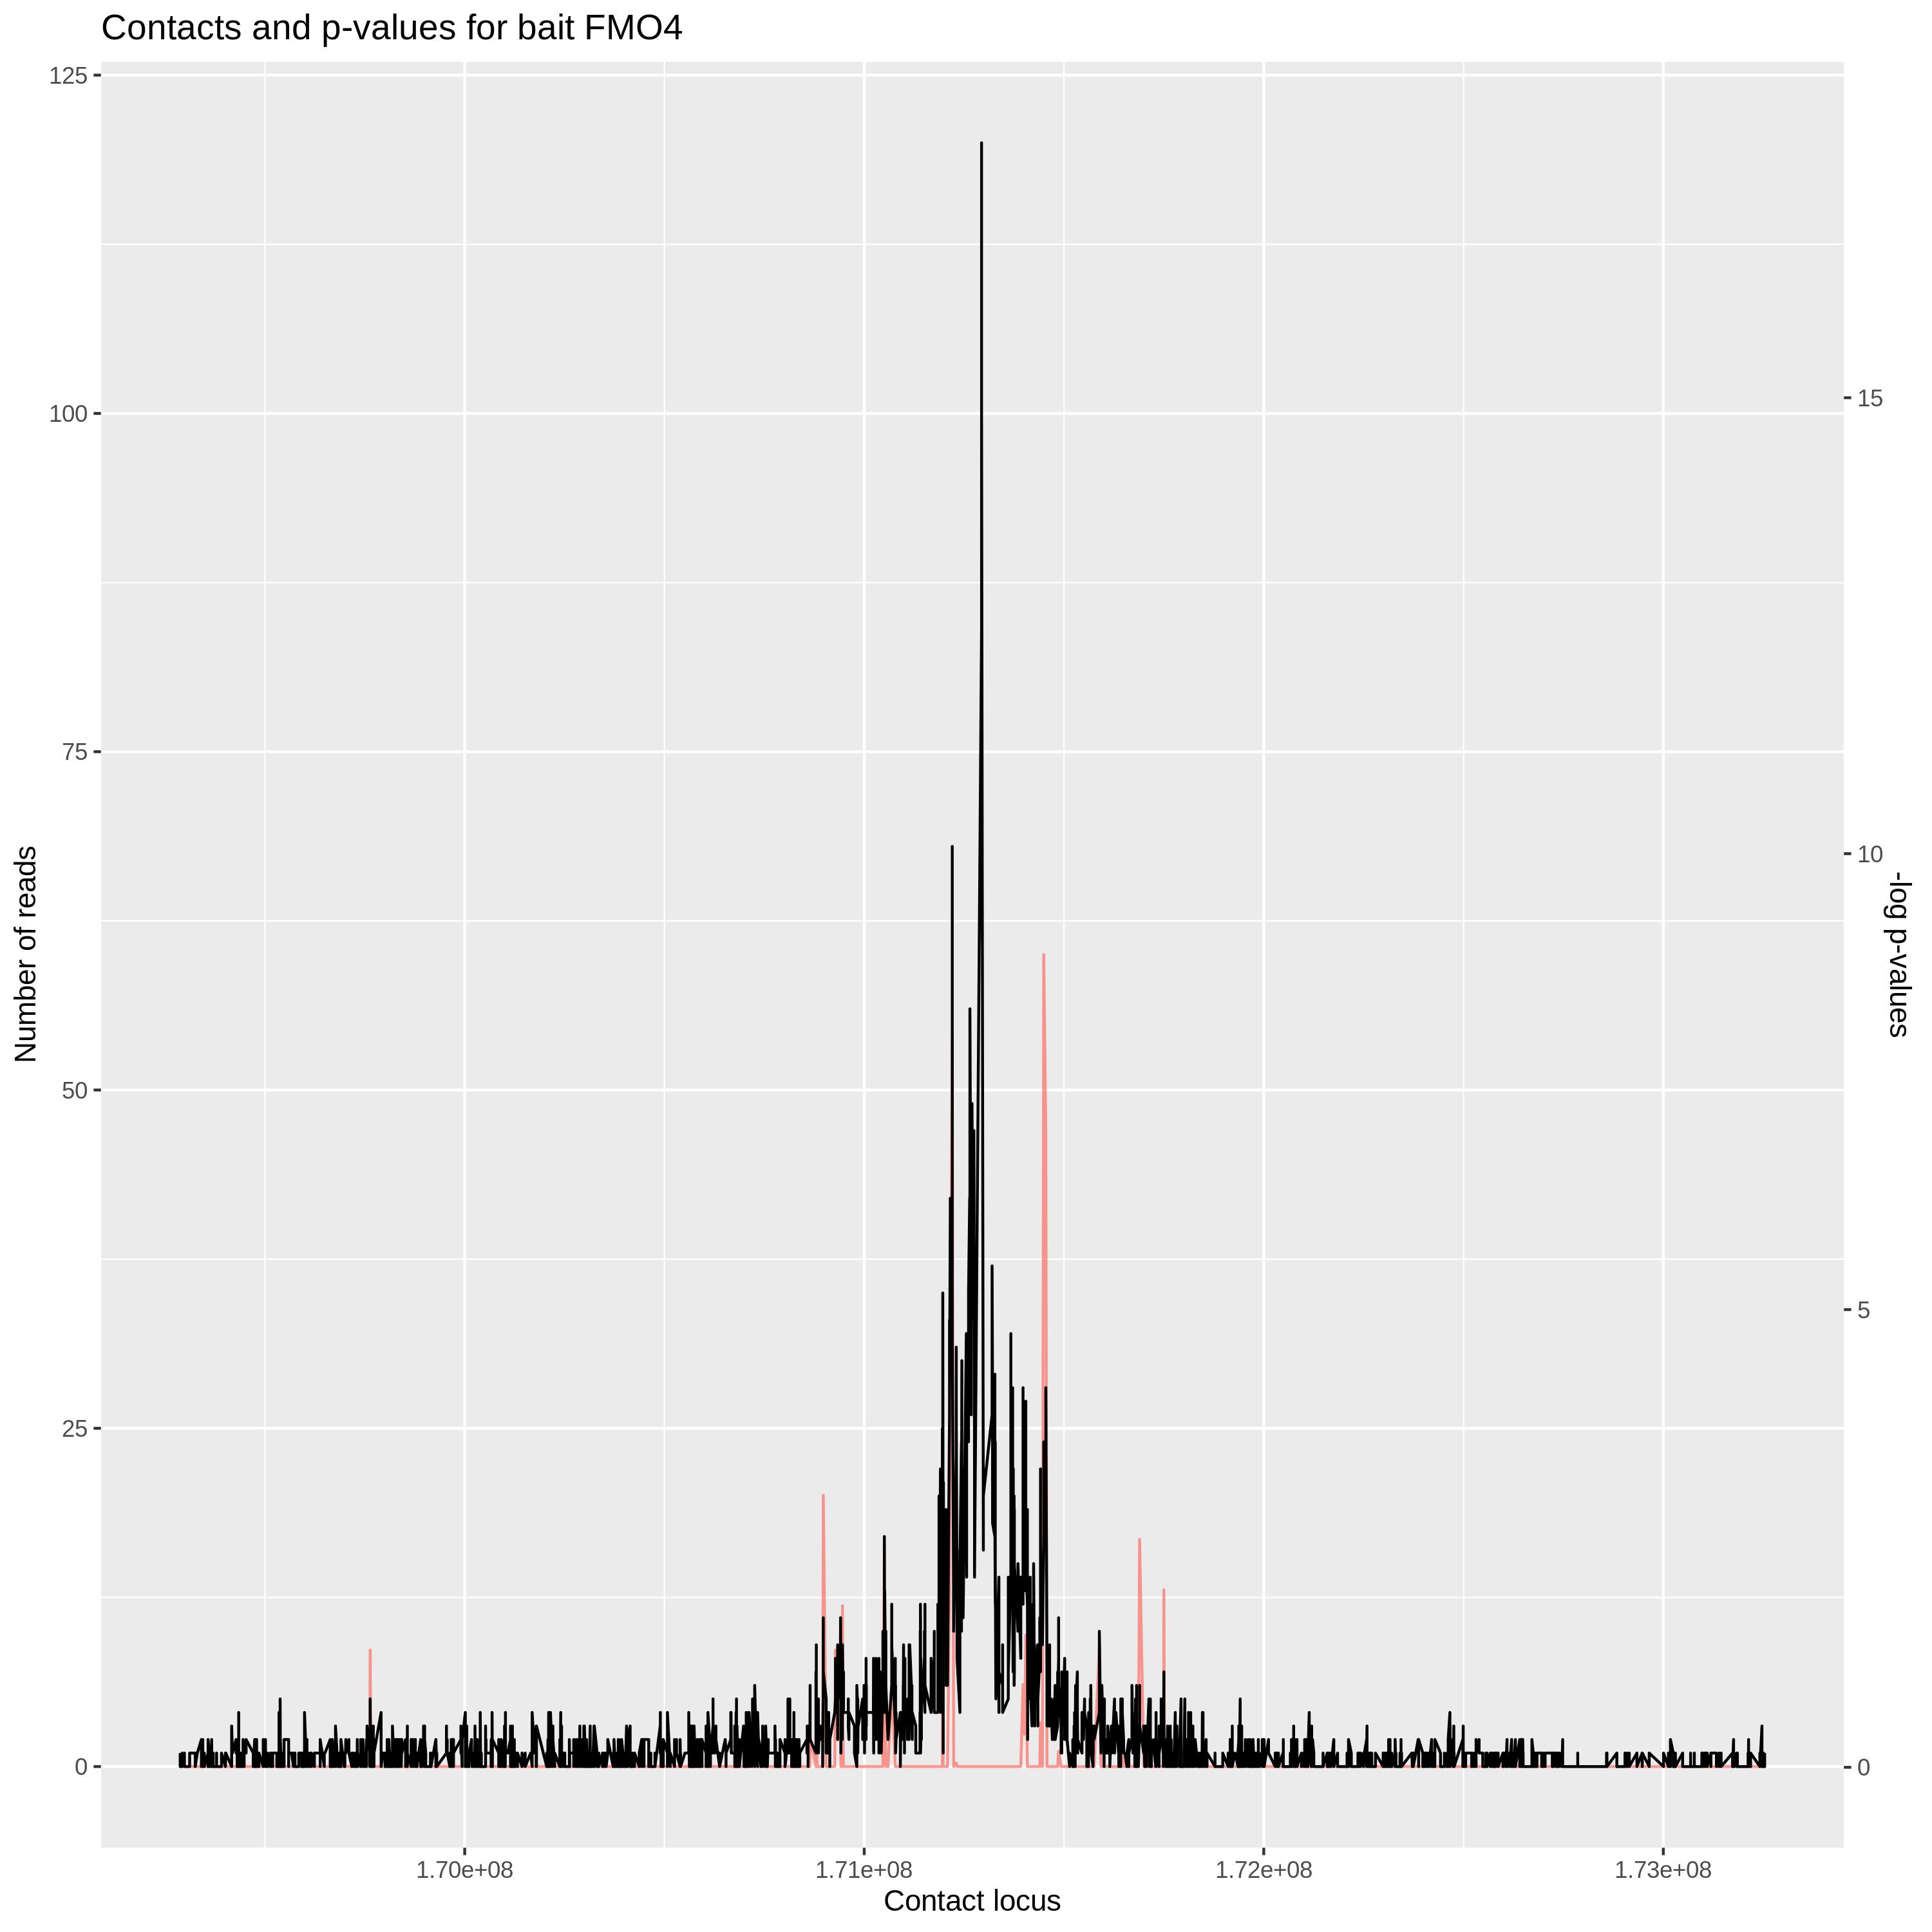 Contacts and p-values for bait FMO4
125
100
75
50
25
0
Number of reads
15
10
5
0
-log p-values
1.70e+08
1.71e+08
1.72e+08
1.73e+08
Contact locus